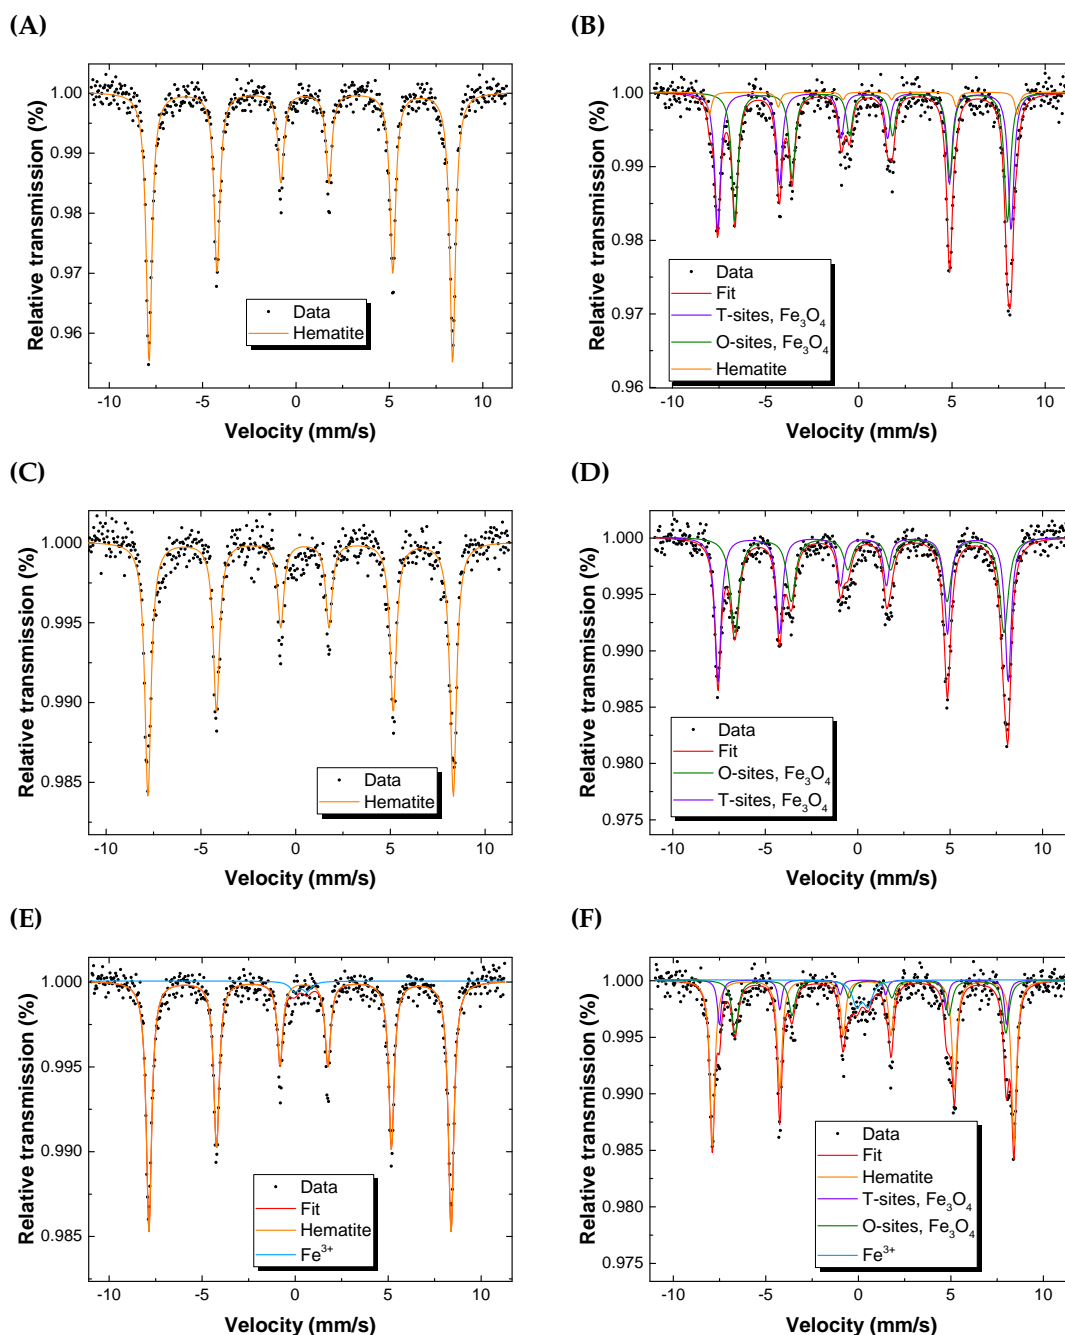 (A)
Relative transmission (%)
1.00
0.99
0.98
0.97
0.96
Data
Hematite
-10
-5
0
5
10
Velocity (mm/s)
(B)
Relative transmission (%)
1.00
0.99
0.98
0.97
0.96
Data
Fit
T-sites, Fe₃O₄
O-sites, Fe₃O₄
Hematite
-10
-5
0
5
10
Velocity (mm/s)
(C)
Relative transmission (%)
1.000
0.995
0.990
0.985
Data
Hematite
-10
-5
0
5
10
Velocity (mm/s)
(D)
Relative transmission (%)
1.000
0.995
0.990
0.985
0.980
0.975
Data
Fit
O-sites, Fe₃O₄
T-sites, Fe₃O₄
-10
-5
0
5
10
Velocity (mm/s)
(E)
Relative transmission (%)
1.000
0.995
0.990
0.985
Data
Fit
Hematite
Fe³⁺
-10
-5
0
5
10
Velocity (mm/s)
(F)
Relative transmission (%)
1.000
0.995
0.990
0.985
0.980
0.975
Data
Fit
Hematite
T-sites, Fe₃O₄
O-sites, Fe₃O₄
Fe³⁺
-10
-5
0
5
10
Velocity (mm/s)